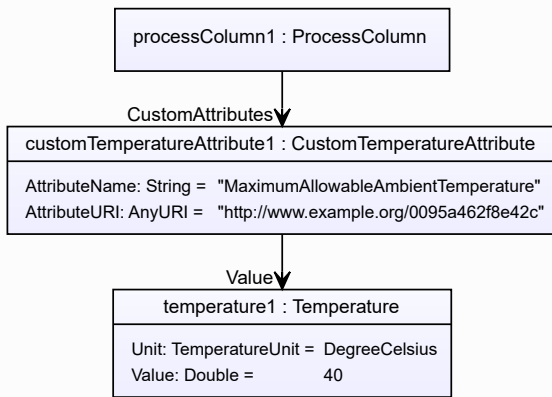 processColumn1 : ProcessColumn
CustomAttributes
customTemperatureAttribute1 : CustomTemperatureAttribute
AttributeName: String = "MaximumAllowableAmbientTemperature"
AttributeURI: AnyURI = "http://www.example.org/0095a462f8e42c"
Value
temperature1 : Temperature
Unit: TemperatureUnit = DegreeCelsius
Value: Double = 40